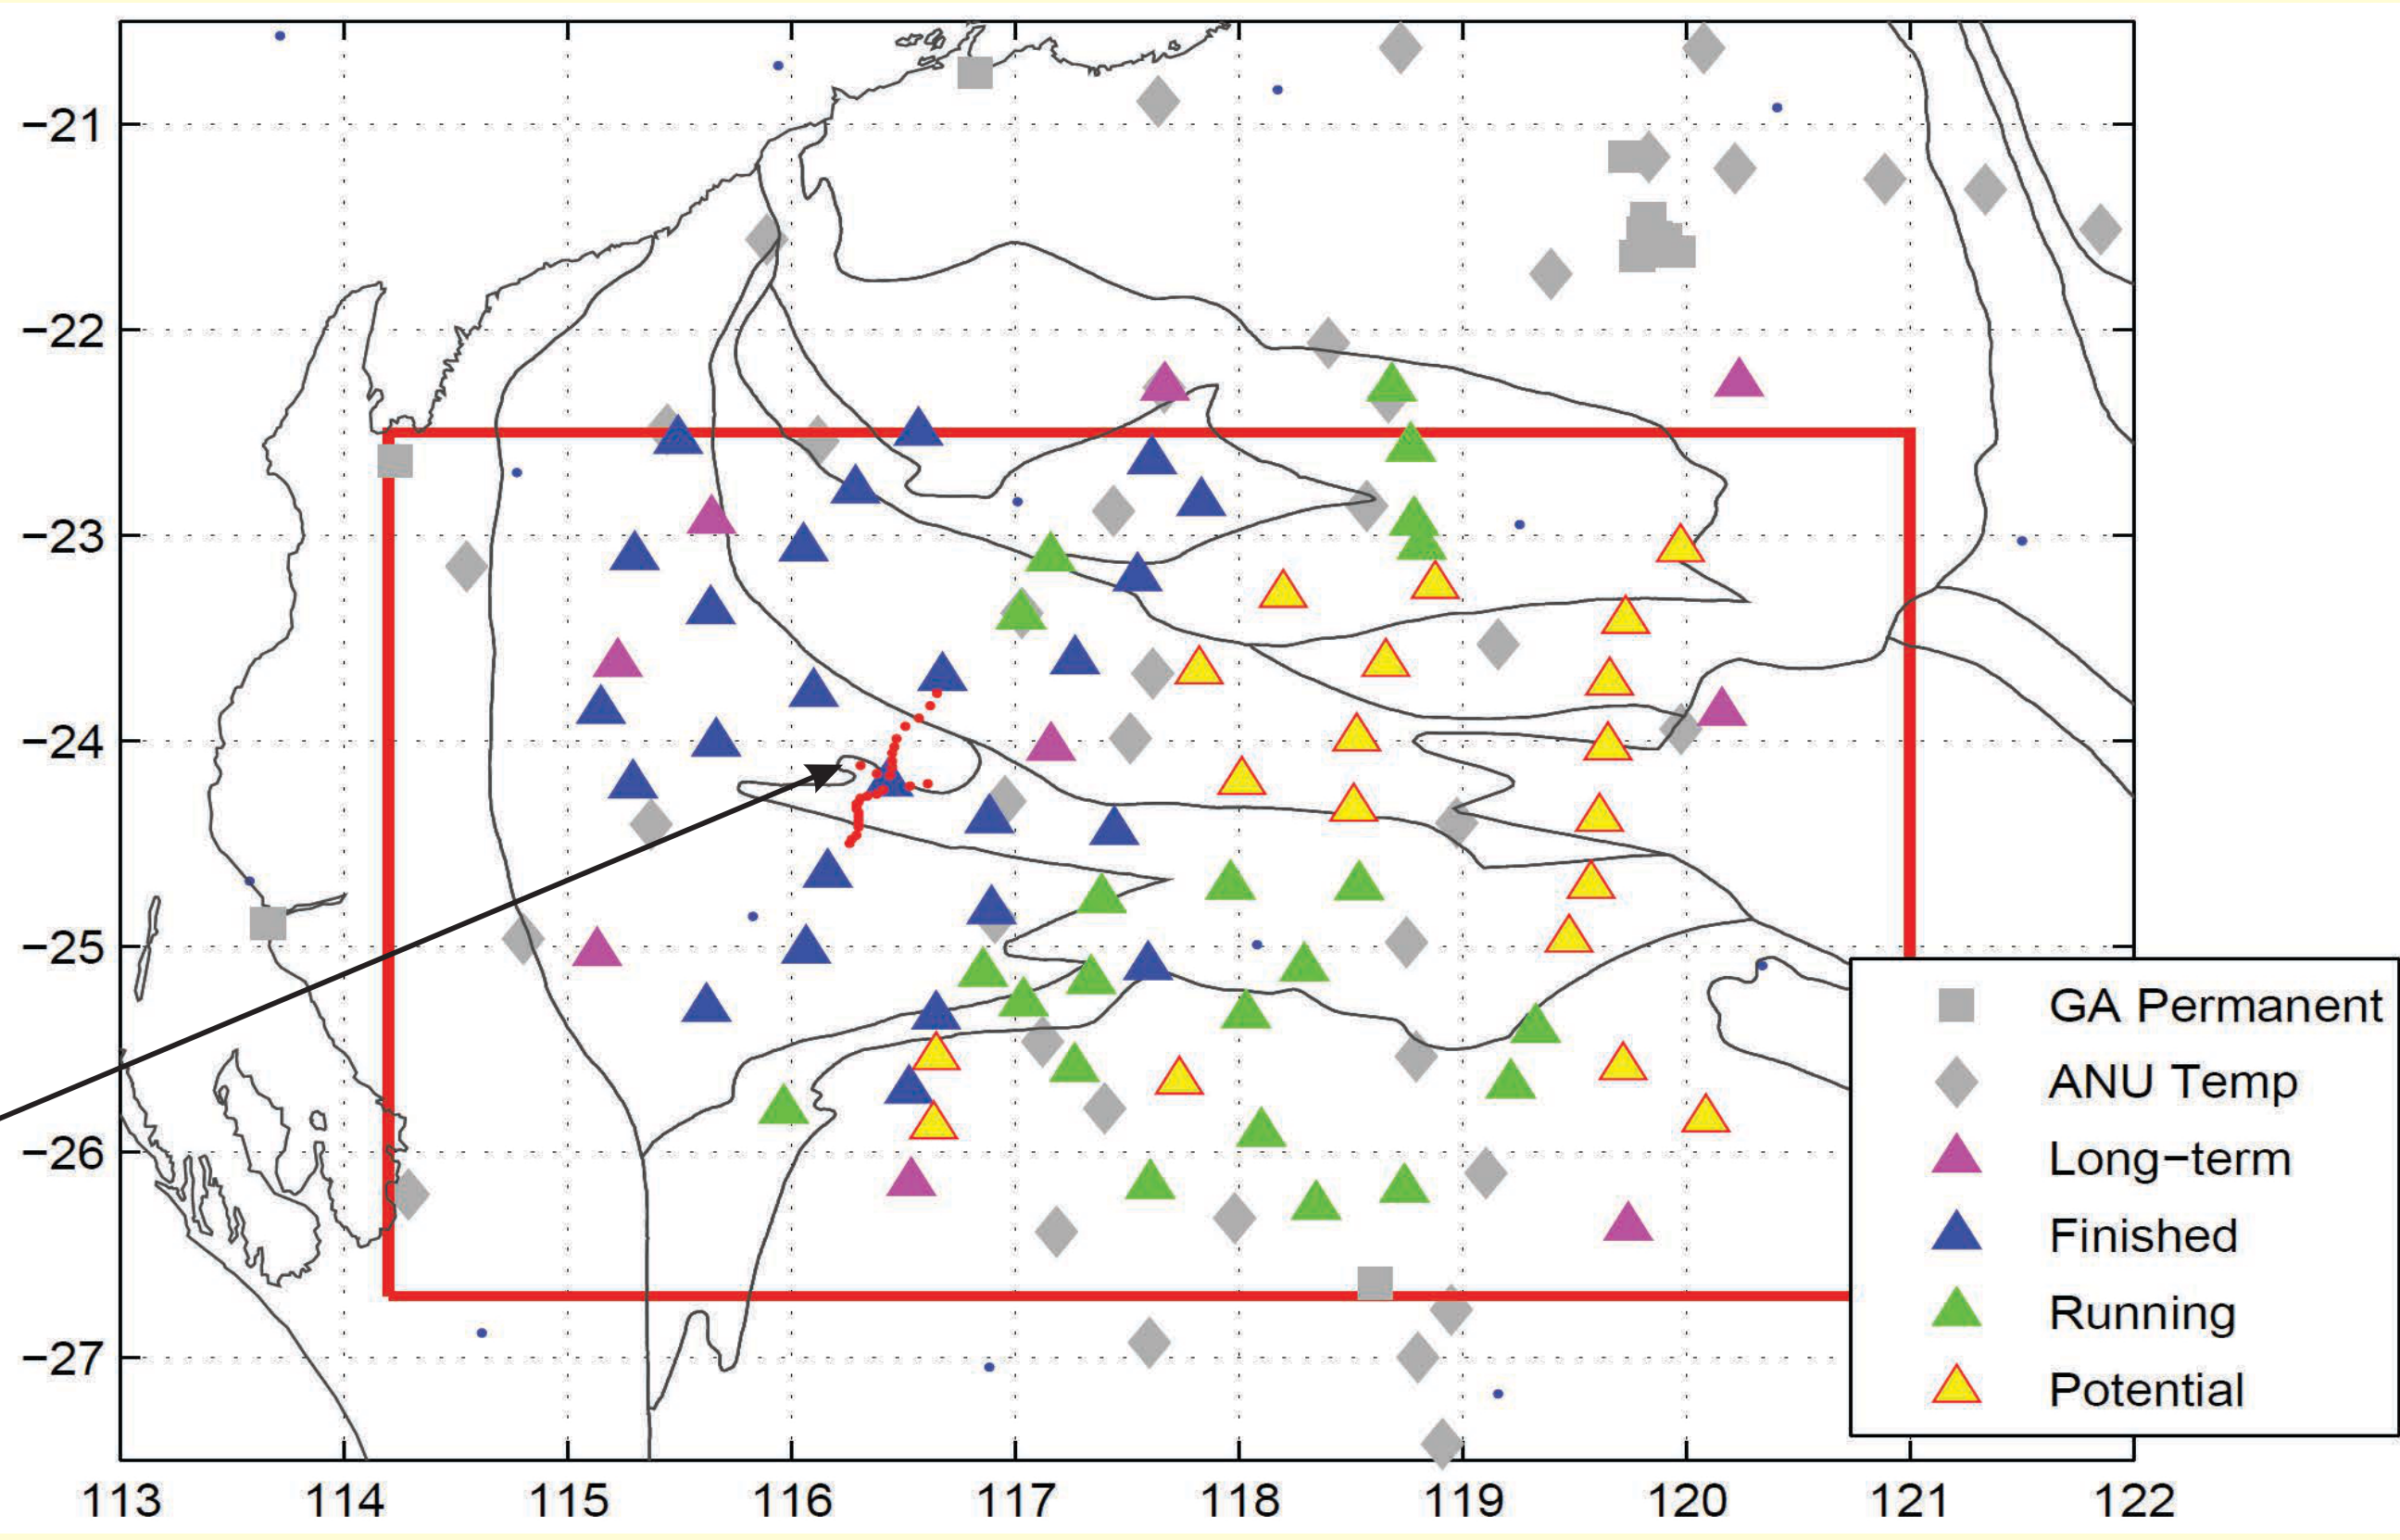 −21
−22
−23
−24
−25
−26
−27
113 114 115 116 117 118 119 120 121 122
GA Permanent
ANU Temp
Long−term
Finished
Running
Potential